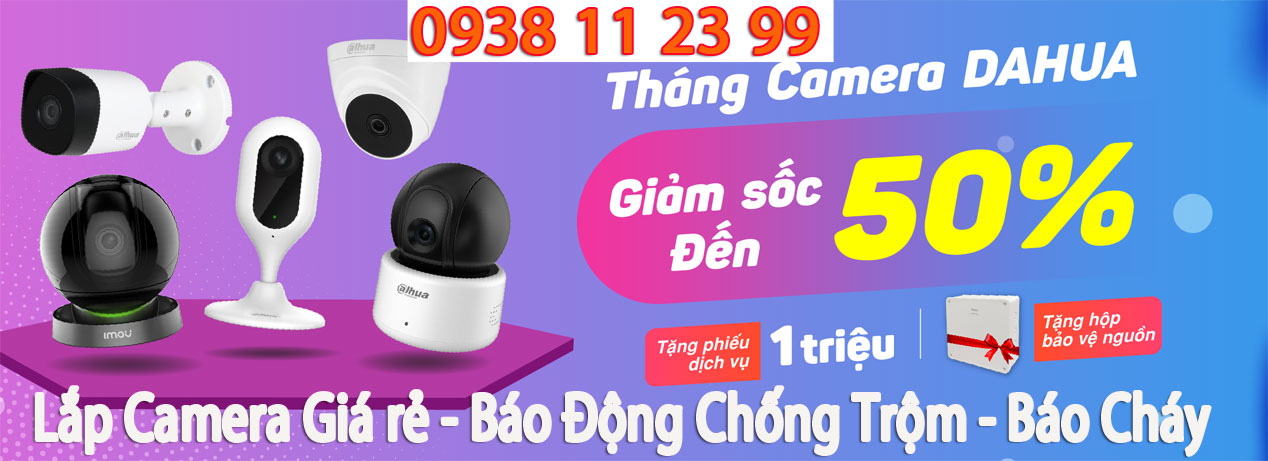 0938 11 23 99
Tháng Camera DAHUA
Giảm sốc
Đến
50%
Tặng phiếu
dịch vụ
1 triệu
Tặng hộp
bảo vệ nguồn
alhua
alhua
alhua
imou
Lắp Camera Giá rẻ - Báo Động Chống Trộm - Báo Cháy